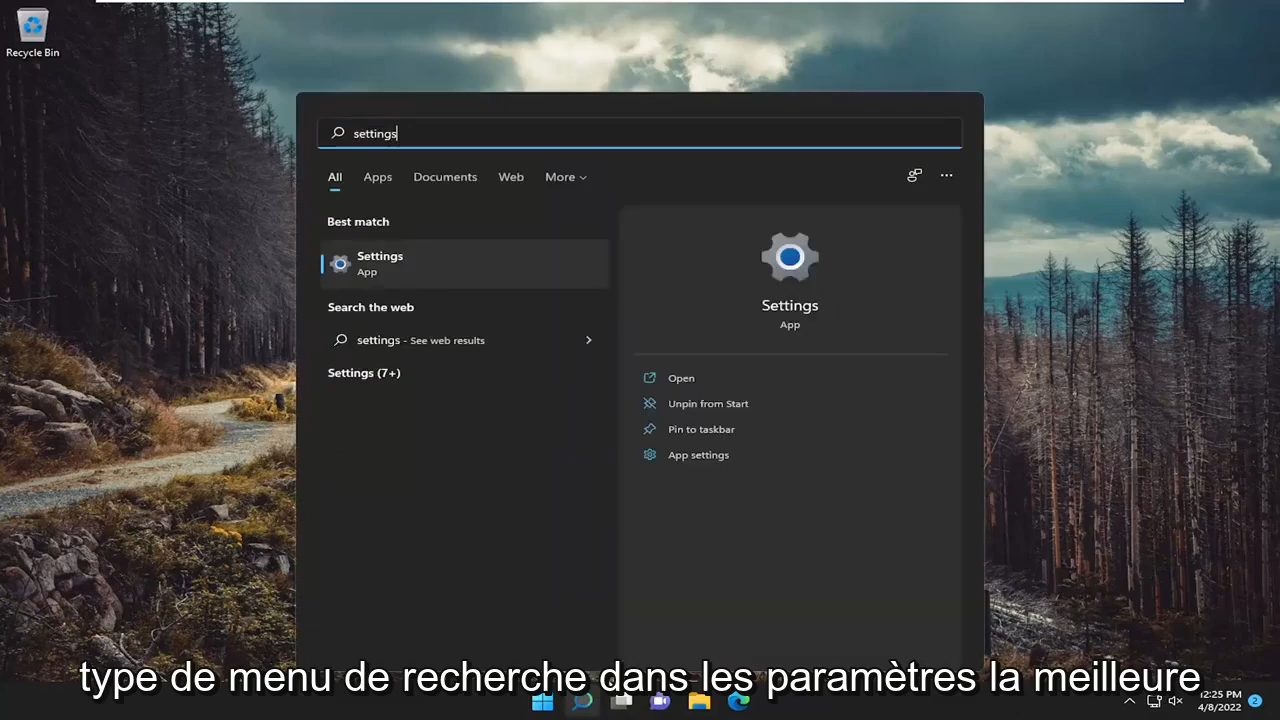 Recycle Bin
settings
All Apps Documents Web More
Best match
Settings
App
Search the web
settings - See web results
Settings (7+)
Settings
App
Open
Unpin from Start
Pin to taskbar
App settings
type de menu de recherche dans les paramètres la meilleure
12:25 PM
4/8/2022
2